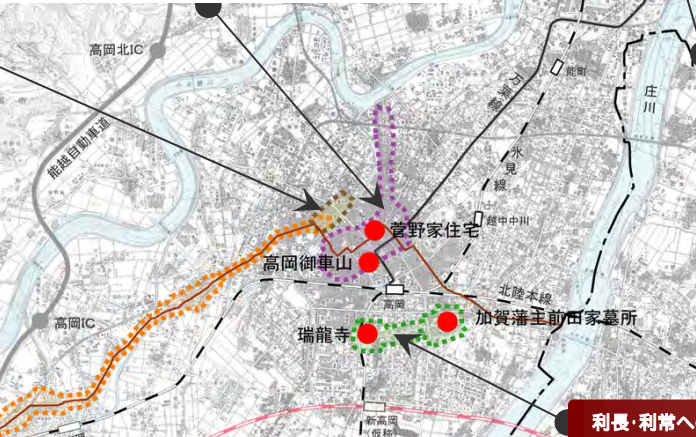 高岡北IC
能越自動車道
万葉線
能町
庄川
氷見線
越中中川
菅野家住宅
高岡御車山
高岡
北陸本線
高岡IC
瑞龍寺
加賀藩主前田家墓所
新高岡
(仮称)
利長・利常へ